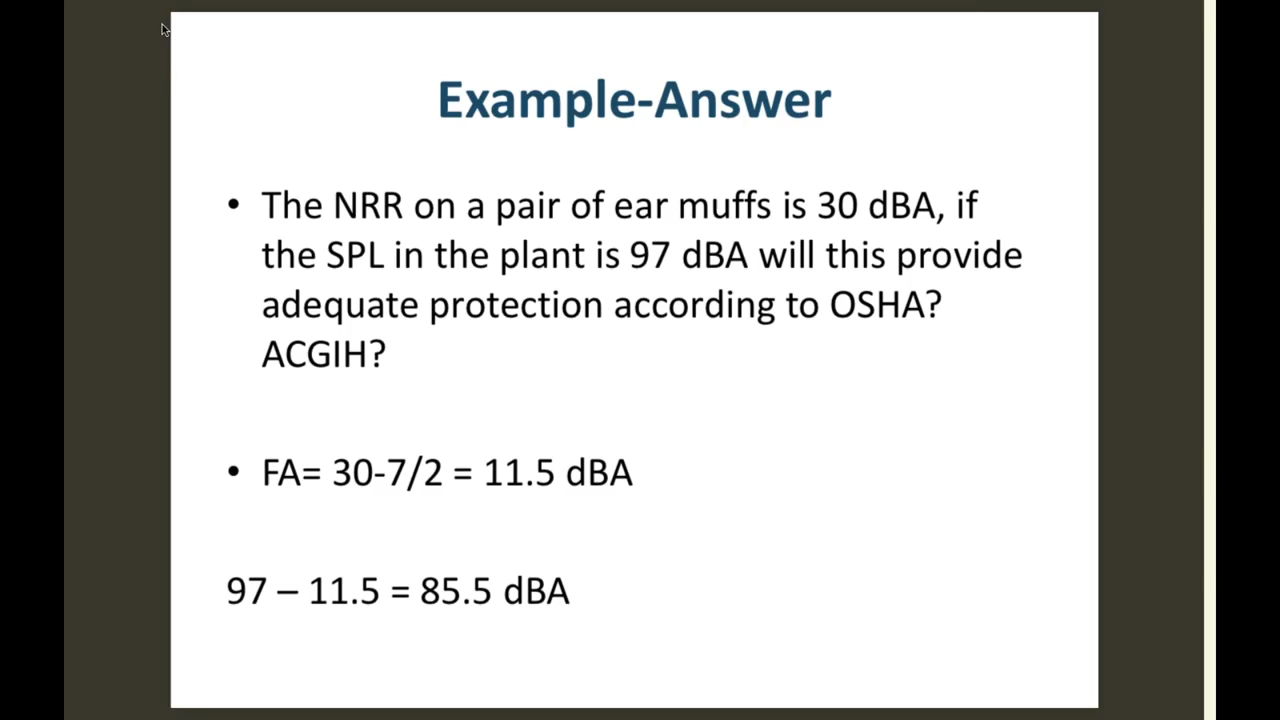 Example-Answer
• The NRR on a pair of ear muffs is 30 dBA, if
the SPL in the plant is 97 dBA will this provide
adequate protection according to OSHA?
ACGIH?
• FA= 30-7/2 = 11.5 dBA
97 – 11.5 = 85.5 dBA